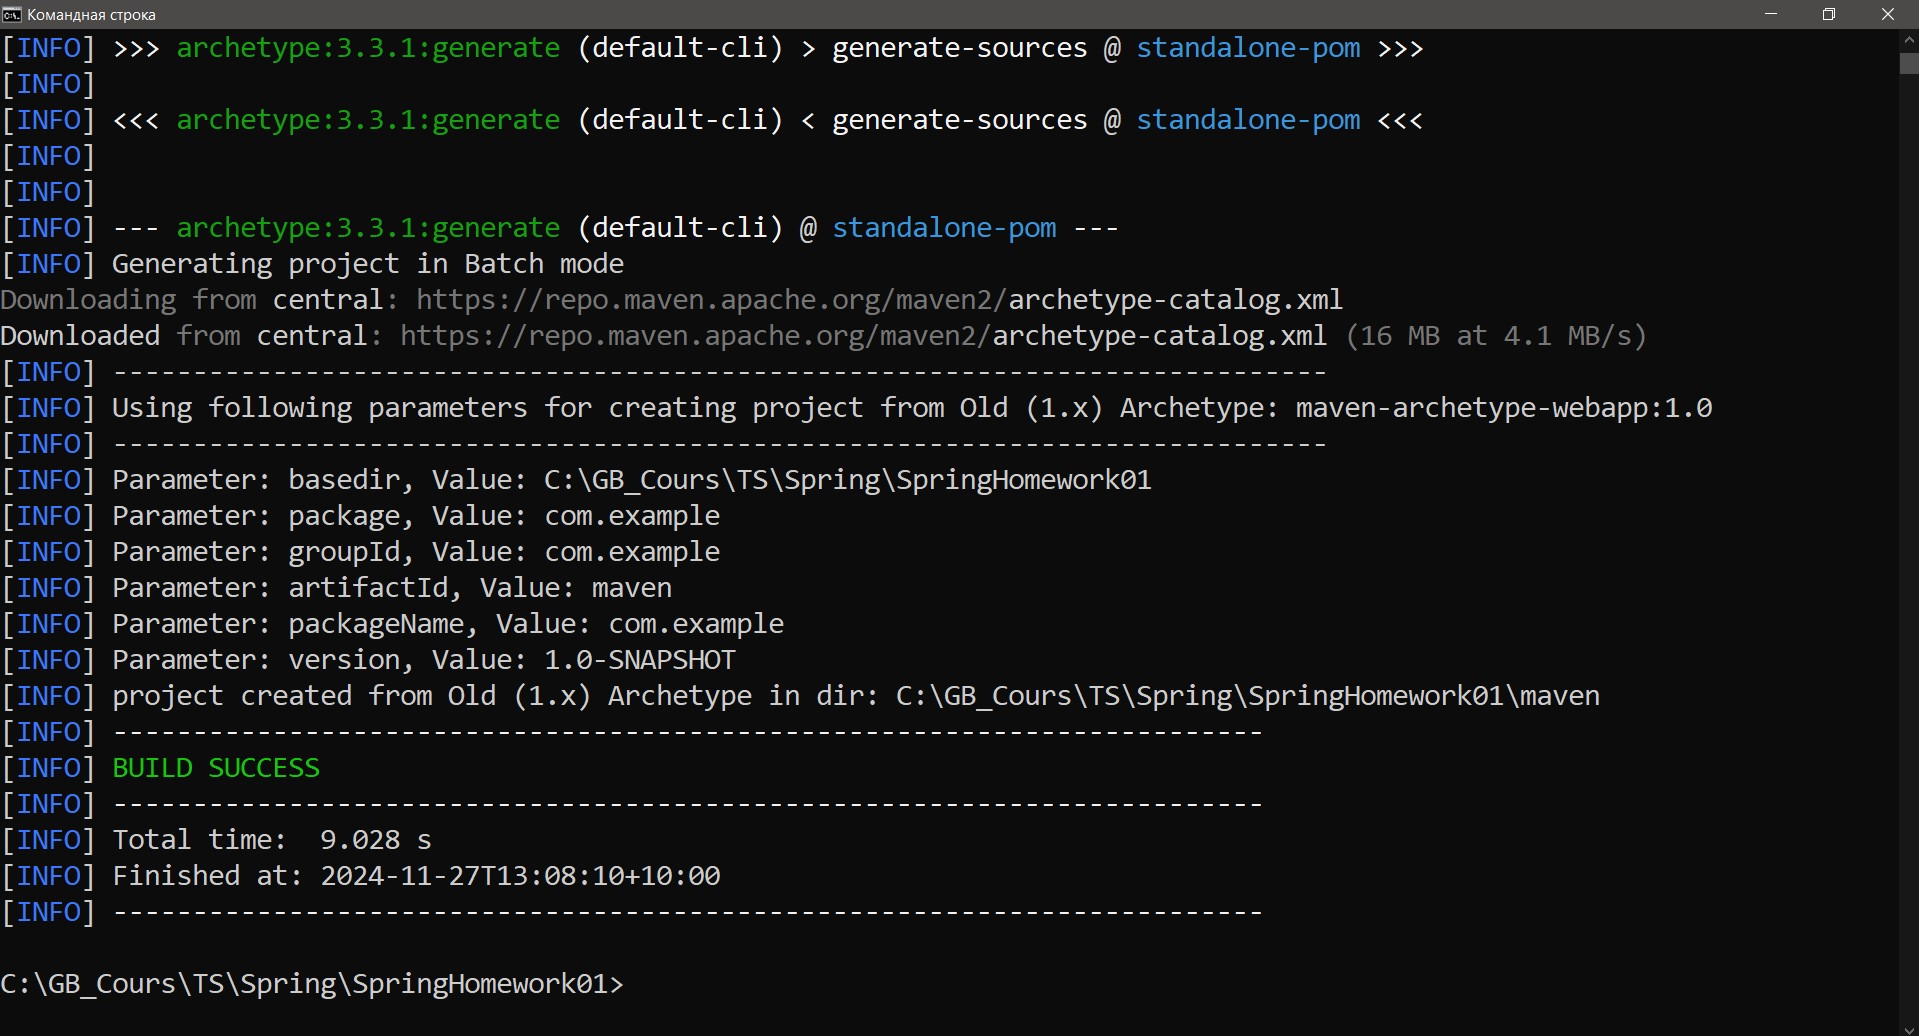 Командная строка
[INFO] >>> archetype:3.3.1:generate (default-cli) > generate-sources @ standalone-pom >>>
[INFO]
[INFO] <<< archetype:3.3.1:generate (default-cli) < generate-sources @ standalone-pom <<<
[INFO]
[INFO]
[INFO] --- archetype:3.3.1:generate (default-cli) @ standalone-pom ---
[INFO] Generating project in Batch mode
Downloading from central: https://repo.maven.apache.org/maven2/archetype-catalog.xml
Downloaded from central: https://repo.maven.apache.org/maven2/archetype-catalog.xml (16 MB at 4.1 MB/s)
[INFO] ----------------------------------------------------------------------------
[INFO] Using following parameters for creating project from Old (1.x) Archetype: maven-archetype-webapp:1.0
[INFO] ----------------------------------------------------------------------------
[INFO] Parameter: basedir, Value: C:\GB_Cours\TS\Spring\SpringHomework01
[INFO] Parameter: package, Value: com.example
[INFO] Parameter: groupId, Value: com.example
[INFO] Parameter: artifactId, Value: maven
[INFO] Parameter: packageName, Value: com.example
[INFO] Parameter: version, Value: 1.0-SNAPSHOT
[INFO] project created from Old (1.x) Archetype in dir: C:\GB_Cours\TS\Spring\SpringHomework01\maven
[INFO] ------------------------------------------------------------------------
[INFO] BUILD SUCCESS
[INFO] ------------------------------------------------------------------------
[INFO] Total time:  9.028 s
[INFO] Finished at: 2024-11-27T13:08:10+10:00
[INFO] ------------------------------------------------------------------------
C:\GB_Cours\TS\Spring\SpringHomework01>